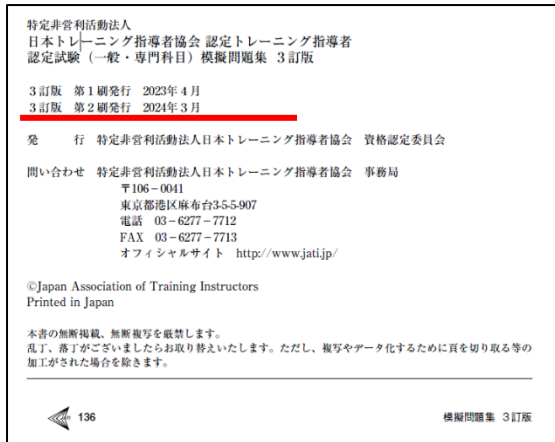 特定非営利活動法人
日本トレーニング指導者協会 認定トレーニング指導者
認定試験（一般・専門科目）模擬問題集 3訂版
3訂版 第1刷発行 2023年4月
3訂版 第2刷発行 2024年3月
発 行 特定非営利活動法人日本トレーニング指導者協会 資格認定委員会
問い合わせ 特定非営利活動法人日本トレーニング指導者協会 事務局
〒106－0041
東京都港区麻布台3-5-5-907
電話 03－6277－7712
FAX 03－6277－7713
オフィシャルサイト http://www.jati.jp/
©Japan Association of Training Instructors
Printed in Japan
本書の無断掲載、無断複写を厳禁します。
乱丁、落丁がございましたらお取り替えいたします。ただし、複写やデータ化するために頁を切り取る等の
加工がされた場合を除きます。
136 模擬問題集 3訂版